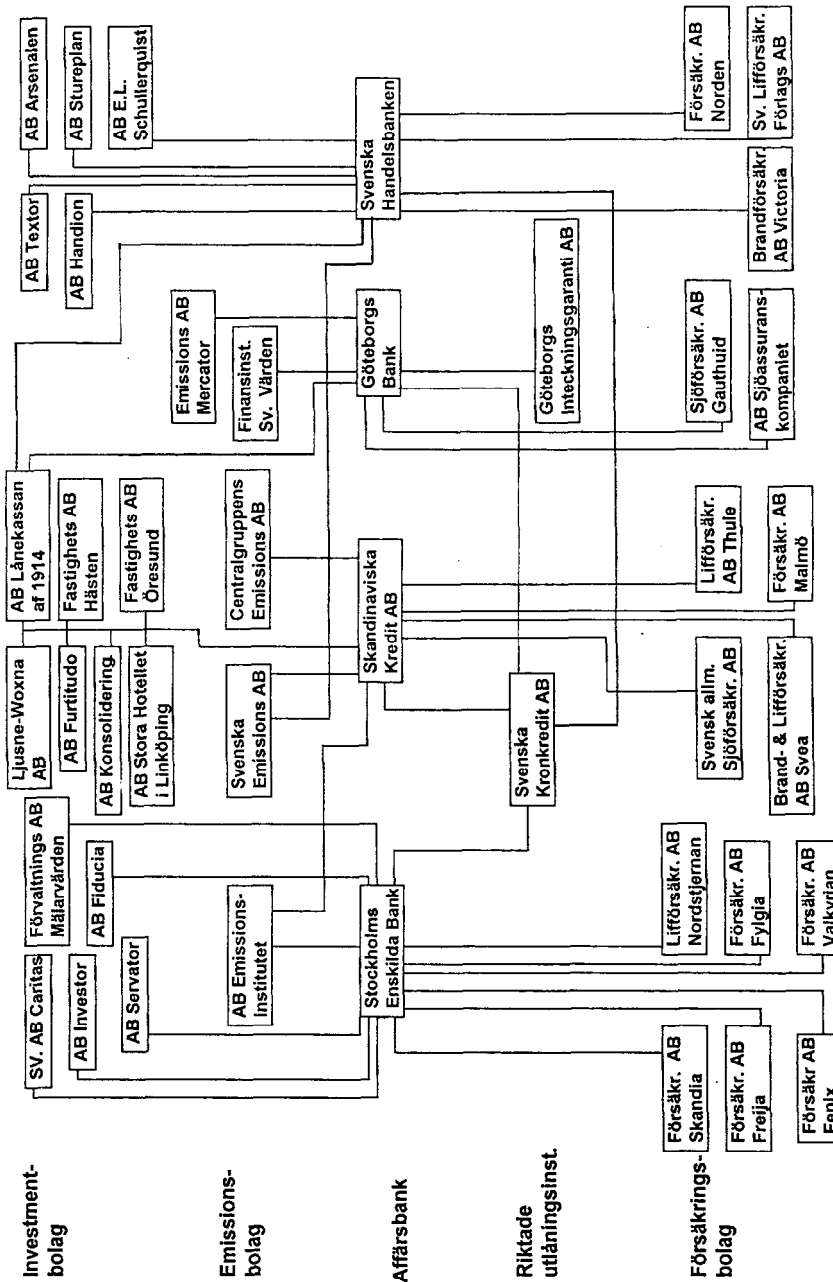 Investment-
bolag
SV. AB Caritas
AB Investor
AB Servator
Förvaltnings AB
Mälarvärden
AB Fiducia
Ljusne-Woxna
AB
AB Furtitudo
AB Konsolidering.
AB Stora Hotellet
i Linköping
AB Lånekassan
af 1914
Fastighets AB
Hästen
Fastighets AB
Öresund
AB Textor
AB Handion
AB Arsenalen
AB Stureplan
AB E.L.
Schullerquist
Emissions-
bolag
AB Emissions-
institutet
Svenska
Emissions AB
Centralgruppens
Emissions AB
Emissions AB
Mercator
Finansinst.
Sv. Värden
Affärsbank
Stockholms
Enskilda Bank
Skandinaviska
Kredit AB
Göteborgs
Bank
Svenska
Handelsbanken
Riktade
utlåningsinst.
Svenska
Kronkredit AB
Göteborgs
Inteckningsgaranti AB
Försäkrings-
bolag
Försäkr. AB
Skandia
Försäkr. AB
Freija
Försäkr AB
Fenix
Lifförsäkr. AB
Nordstjernan
Försäkr. AB
Fylgia
Försäkr. AB
Valkyrian
Svensk allm.
Sjöförsäkr. AB
Brand- & Lifförsäkr.
AB Svea
Lifförsäkr.
AB Thule
Försäkr. AB
Malmö
Sjöförsäkr. AB
Gauthuid
AB Sjöassurans-
kompaniet
Brandförsäkr.
AB Victoria
Försäkr. AB
Norden
Sv. Lifförsäkr.
Förlags AB